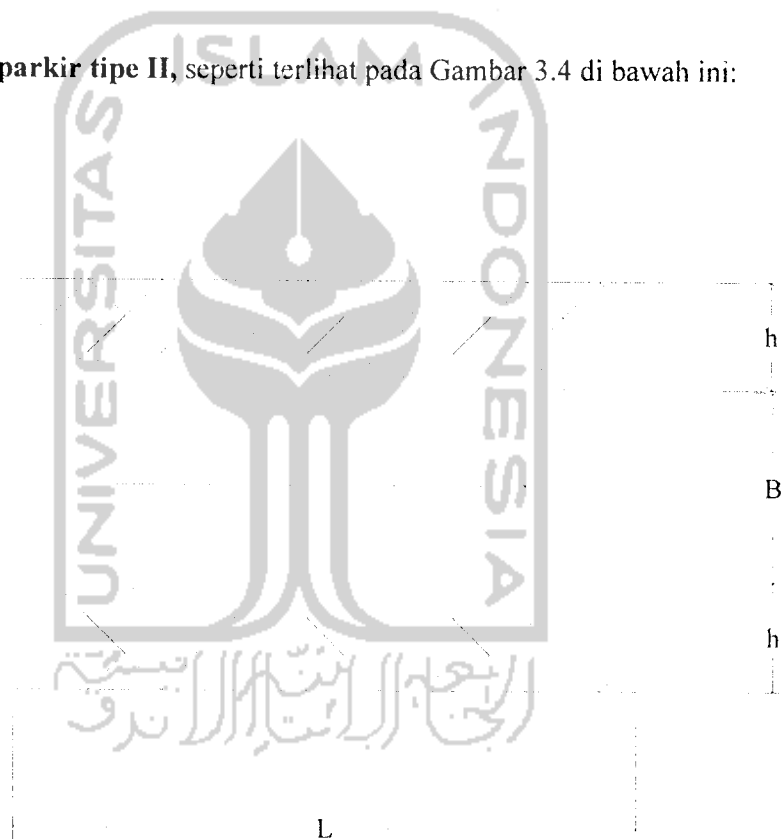 parkir tipe II, seperti terlihat pada Gambar 3.4 di bawah ini:
ISLAM
UNIVERSITAS
INDONESIA
h
B
h
L